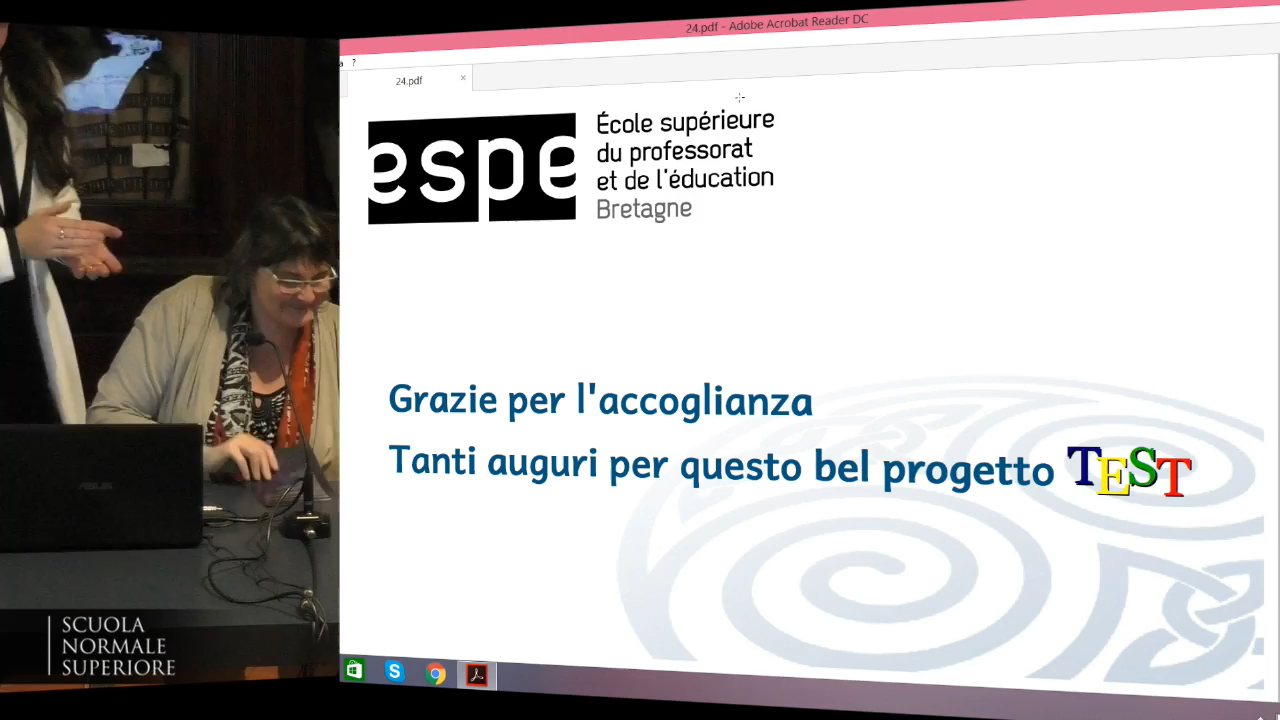 24.pdf - Adobe Acrobat Reader DC
a ?
24.pdf ×
espe
École supérieure
du professorat
et de l'éducation
Bretagne
Grazie per l'accoglianza
Tanti auguri per questo bel progetto TEST
ASUS
SCUOLA
NORMALE
SUPERIORE